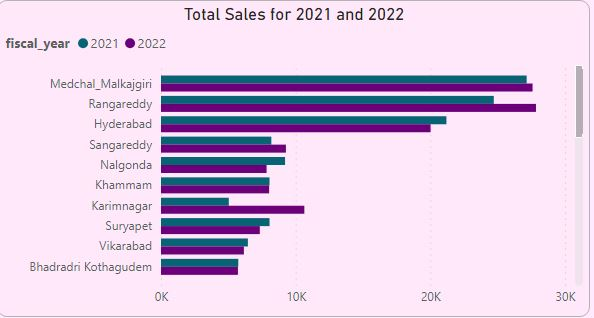 Total Sales for 2021 and 2022
fiscal_year 2021 2022
Medchal_Malkajgiri
Rangareddy
Hyderabad
Sangareddy
Nalgonda
Khammam
Karimnagar
Suryapet
Vikarabad
Bhadradri Kothagudem
0K 10K 20K 30K